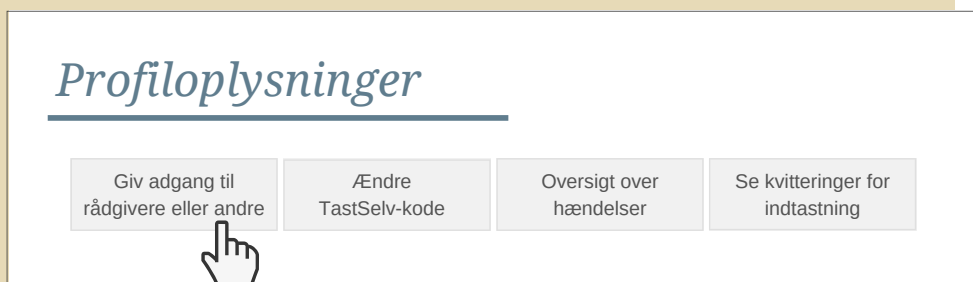 Profiloplysninger
Giv adgang til
rådgivere eller andre
Ændre
TastSelv-kode
Oversigt over
hændelser
Se kvitteringer for
indtastning